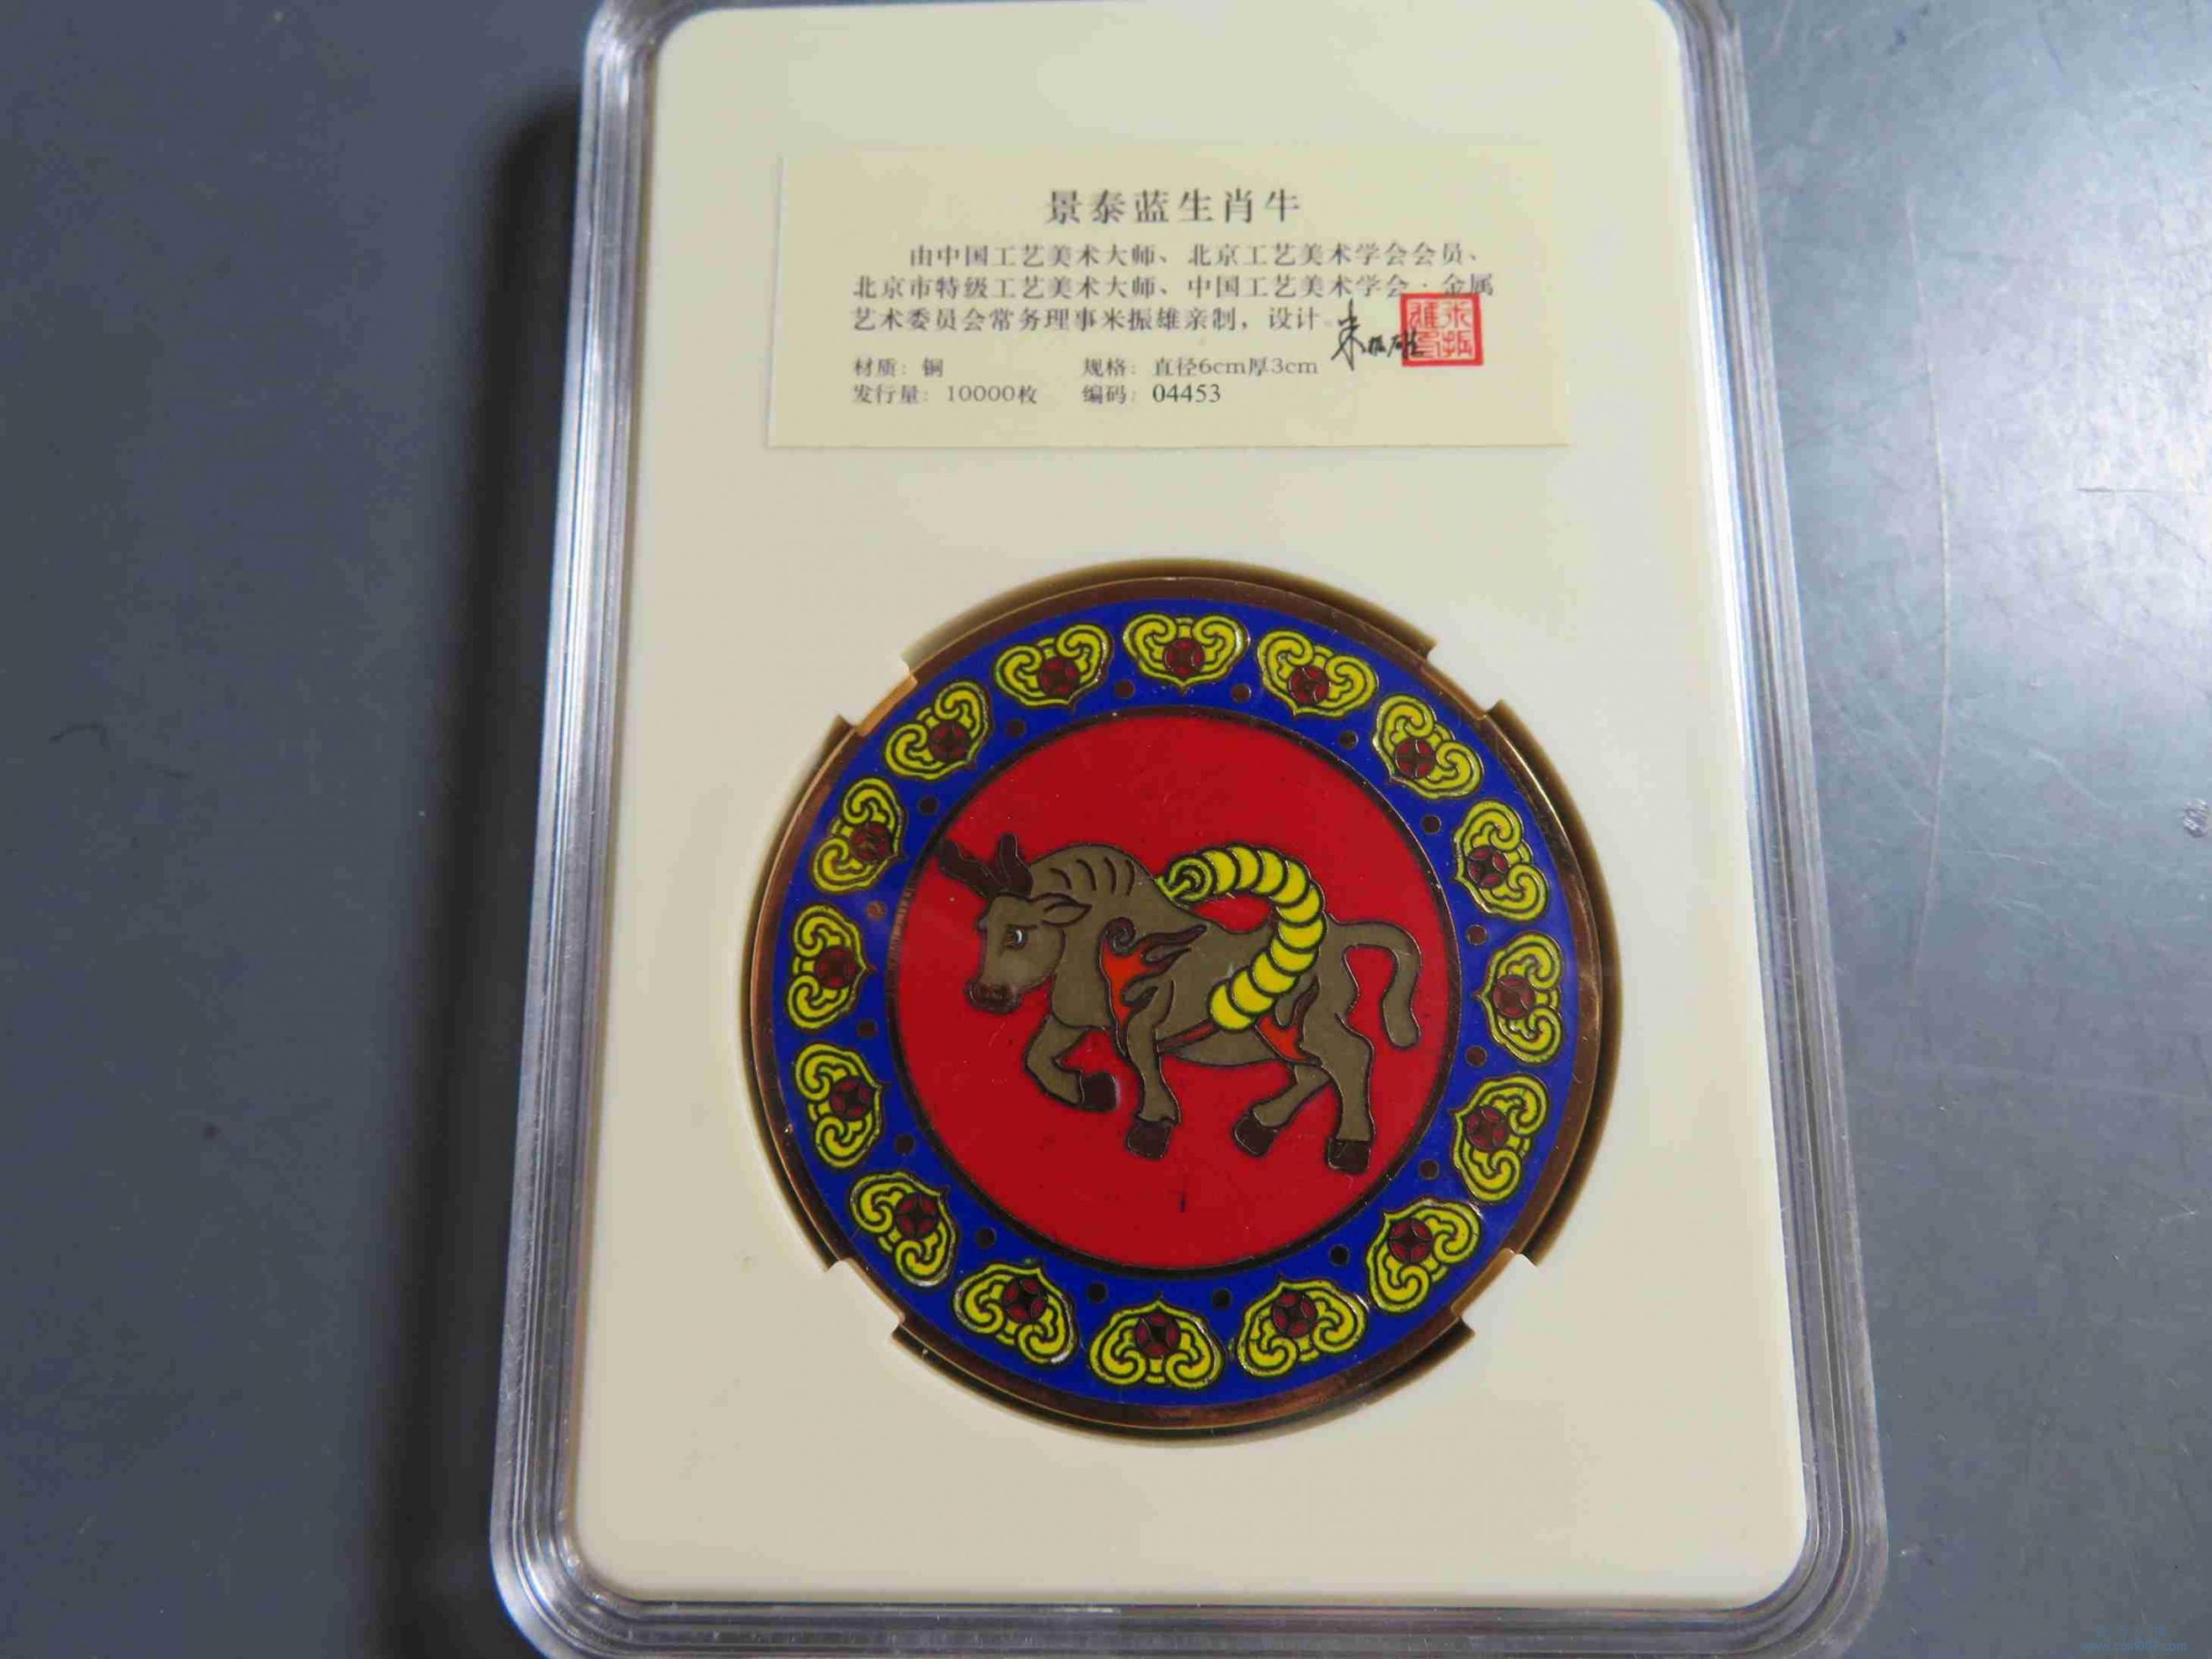 景泰蓝生肖牛
由中国工艺美术大师、北京工艺美术学会会员、
北京市特级工艺美术大师、中国工艺美术学会·金属
艺术委员会常务理事米振雄亲制，设计。
米振雄
材质：铜 规格：直径6cm厚3cm
发行量：10000枚 编码：04453